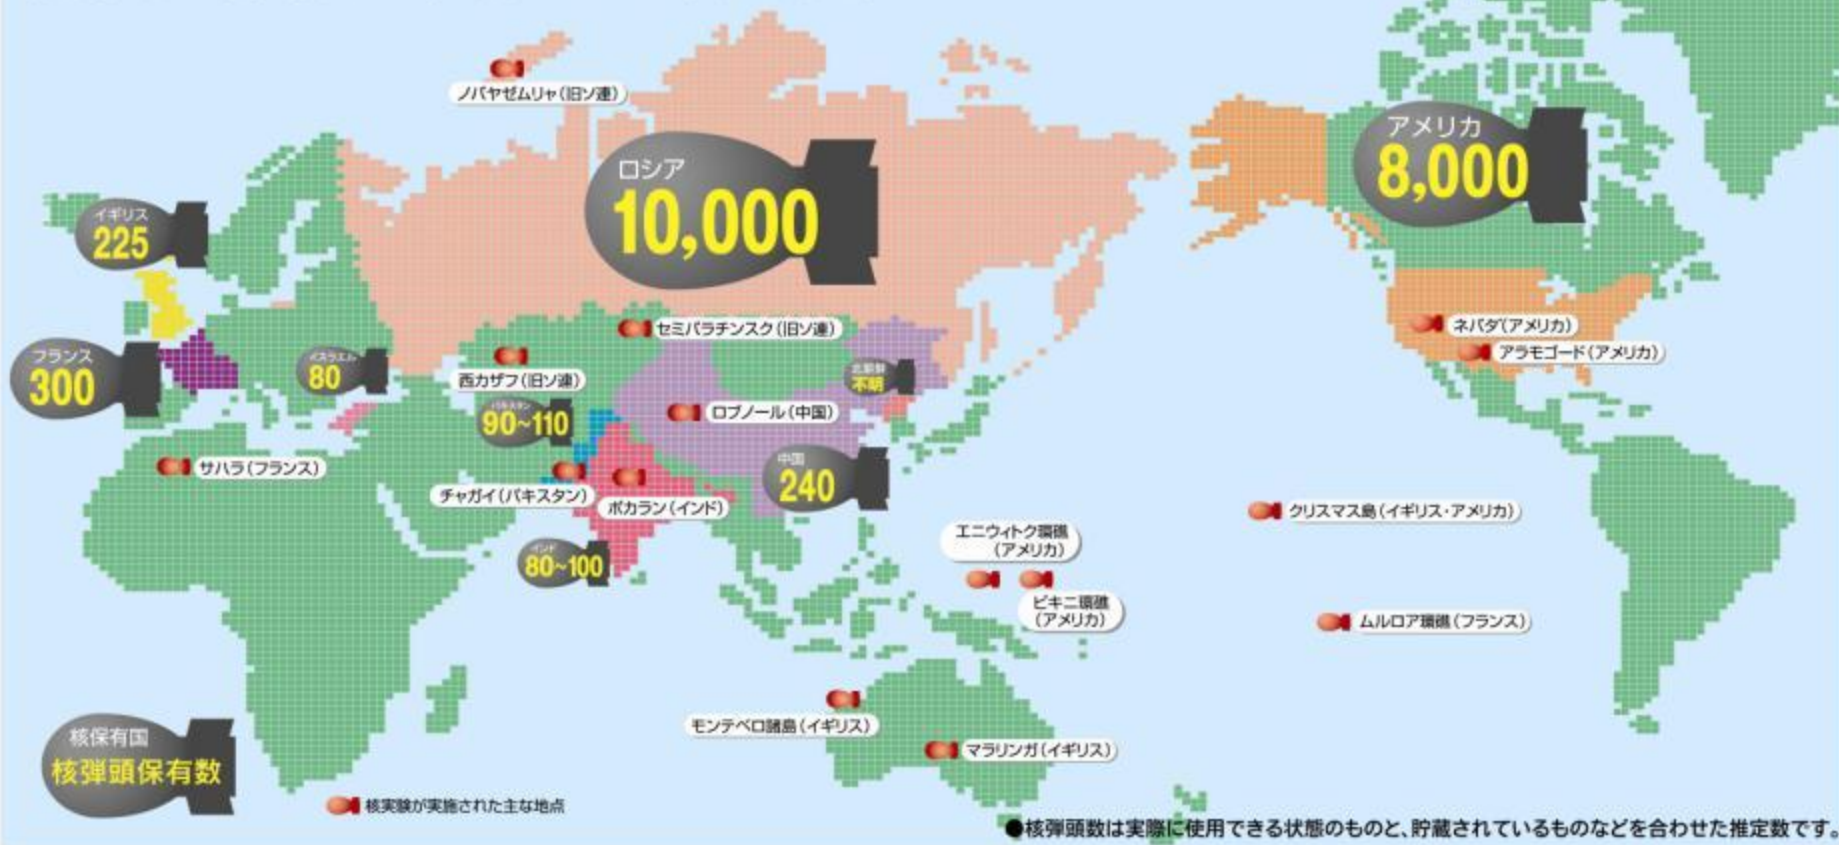 ノバヤゼムリャ(旧ソ連)
アメリカ
8,000
ロシア
10,000
イギリス
225
セミパラチンスク(旧ソ連)
ネバダ(アメリカ)
アラモゴード(アメリカ)
フランス
300
イスラエル
80
西カザフ(旧ソ連)
北朝鮮
不明
パキスタン
90~110
ロブノール(中国)
サハラ(フランス)
中国
240
チャガイ(パキスタン)
ポカラン(インド)
クリスマス島(イギリス・アメリカ)
エニウィトク環礁
(アメリカ)
インド
80~100
ビキニ環礁
(アメリカ)
ムルロア環礁(フランス)
モンテベロ諸島(イギリス)
マラリンガ(イギリス)
核保有国
核弾頭保有数
核実験が実施された主な地点
●核弾頭数は実際に使用できる状態のものと、貯蔵されているものなどを合わせた推定数です。